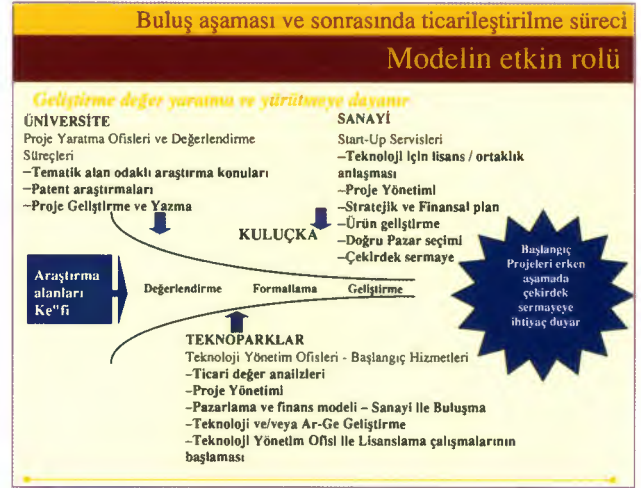 Buluş aşaması ve sonrasında ticarileştirilme süreci
Modelin etkin rolü
Geliştirme değer yaratma ve yürütmeye dayanır
ÜNİVERSİTE
Proje Yaratma Ofisleri ve Değerlendirme
Süreçleri
–Tematik alan odaklı araştırma konuları
–Patent araştırmaları
–Proje Geliştirme ve Yazma
SANAYİ
Start-Up Servisleri
–Teknoloji için lisans / ortaklık
anlaşması
–Proje Yönetimi
–Stratejik ve Finansal plan
–Ürün geliştirme
–Doğru Pazar seçimi
–Çekirdek sermaye
KULUÇKA
Araştırma
alanları
Ke"fi
Değerlendirme
Formallama
Geliştirme
Başlangıç
Projeleri erken
aşamada
çekirdek
sermayeye
ihtiyaç duyar
TEKNOPARKLAR
Teknoloji Yönetim Ofisleri - Başlangıç Hizmetleri
–Ticari değer anailzleri
–Proje Yönetimi
–Pazarlama ve finans modeli – Sanayi ile Buluşma
–Teknoloji ve/veya Ar-Ge Geliştirme
–Teknoloji Yönetim Ofisi ile Lisanslama çalışmalarının
başlaması